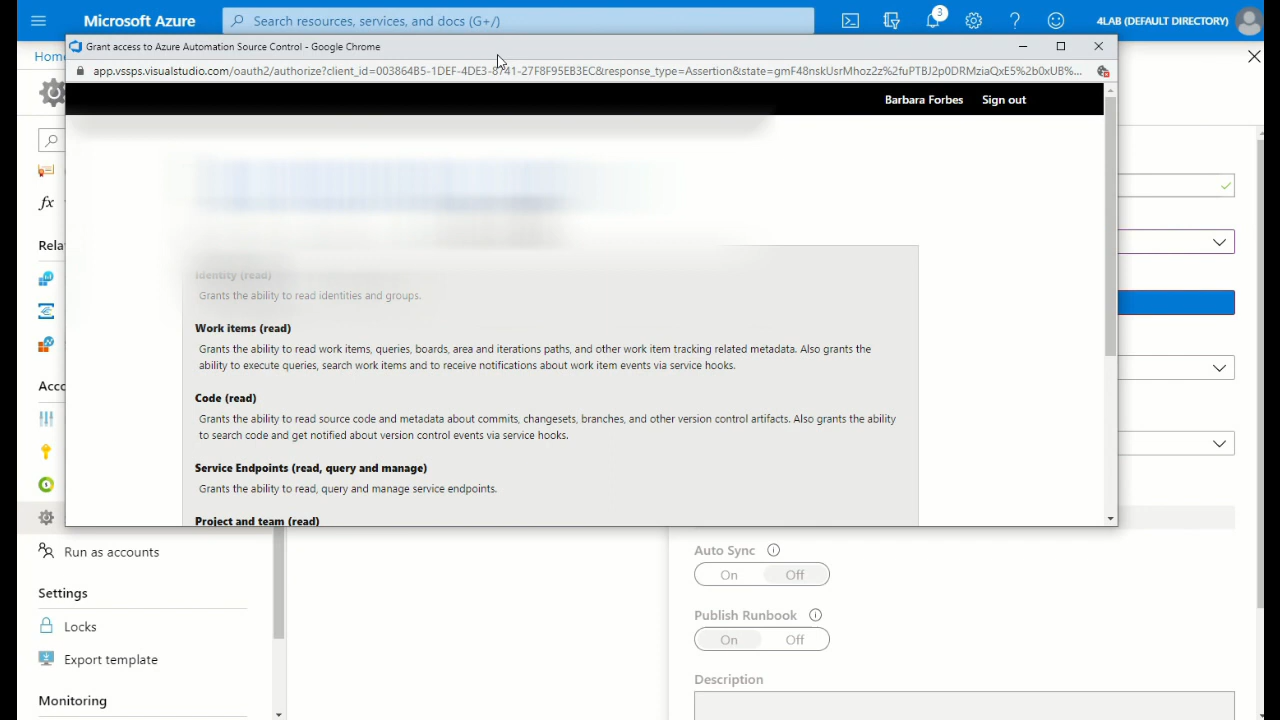 Microsoft Azure
Search resources, services, and docs (G+/)
3
4LAB (DEFAULT DIRECTORY)
Home
Grant access to Azure Automation Source Control - Google Chrome
app.vssps.visualstudio.com/oauth2/authorize?client_id=003864B5-1DEF-4DE3-8741-27F8F95EB3EC&response_type=Assertion&state=gmF48nskUsrMhoz2z%2fuPTBJ2p0DRMziaQxE5%2b0xUB%...
Barbara Forbes
Sign out
fx
Rela
Acco
Identity (read)
Grants the ability to read identities and groups.
Work items (read)
Grants the ability to read work items, queries, boards, area and iterations paths, and other work item tracking related metadata. Also grants the
ability to execute queries, search work items and to receive notifications about work item events via service hooks.
Code (read)
Grants the ability to read source code and metadata about commits, changesets, branches, and other version control artifacts. Also grants the ability
to search code and get notified about version control events via service hooks.
Service Endpoints (read, query and manage)
Grants the ability to read, query and manage service endpoints.
Project and team (read)
Run as accounts
Settings
Locks
Export template
Monitoring
Auto Sync
On Off
Publish Runbook
On Off
Description